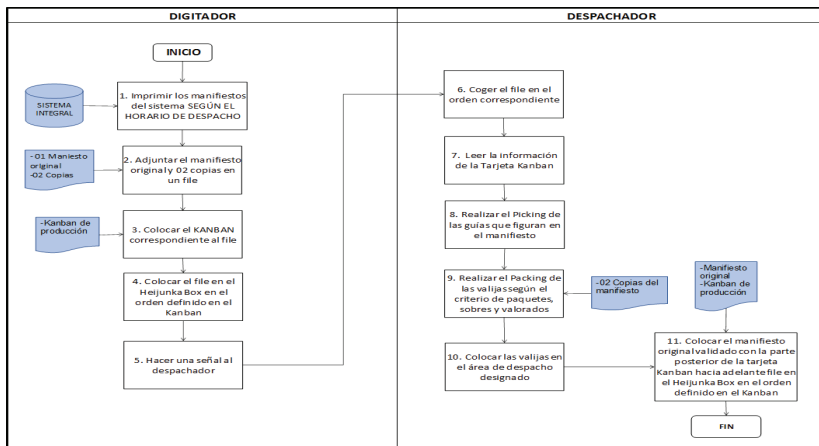 DIGITADOR
INICIO
SISTEMA
INTEGRAL
1. Imprimir los manifiestos
del sistema SEGÚN EL
HORARIO DE DESPACHO
-01 Maniesto
original
-02 Copias
2. Adjuntar el manifiesto
original y 02 copias en
un file
-Kanban de
producción
3. Colocar el KANBAN
correspondiente al file
4. Colocar el file en el
Heijunka Box en el
orden definido en el
Kanban
5. Hacer una señal al
despachador
DESPACHADOR
6. Coger el file en el
orden correspondiente
7. Leer la información
de la Tarjeta Kanban
8. Realizar el Picking de
las guías que figuran en
el manifiesto
9. Realizar el Packing de
las valijas según el
criterio de paquetes,
sobres y valorados
-02 Copias del
manifiesto
10. Colocar las valijas en
el área de despacho
designado
-Manifiesto
original
-Kanban de
producción
11. Colocar el manifiesto
original validado con la parte
posterior de la tarjeta
Kanban hacia adelante file en
el Heijunka Box en el orden
definido en el Kanban
FIN